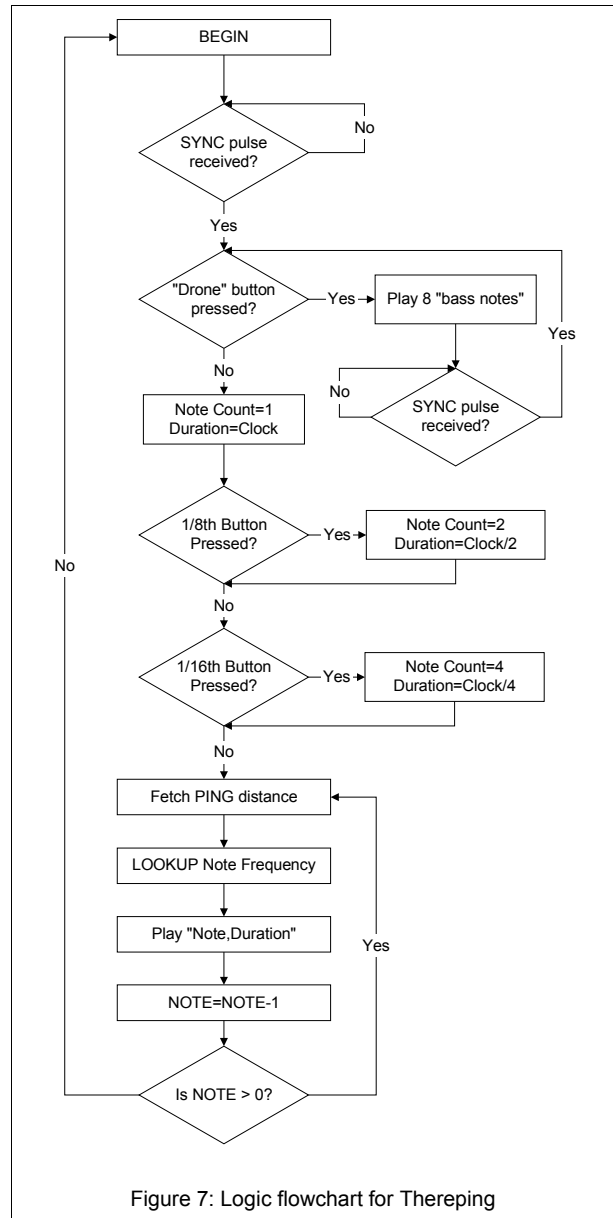 BEGIN
No
SYNC pulse
received?
Yes
"Drone" button
pressed?
Yes
Play 8 "bass notes"
Yes
No
No
SYNC pulse
received?
Note Count=1
Duration=Clock
1/8th Button
Pressed?
Yes
Note Count=2
Duration=Clock/2
No
No
1/16th Button
Pressed?
Yes
Note Count=4
Duration=Clock/4
No
Fetch PING distance
LOOKUP Note Frequency
Play "Note,Duration"
Yes
NOTE=NOTE-1
Is NOTE > 0?
Figure 7: Logic flowchart for Thereping